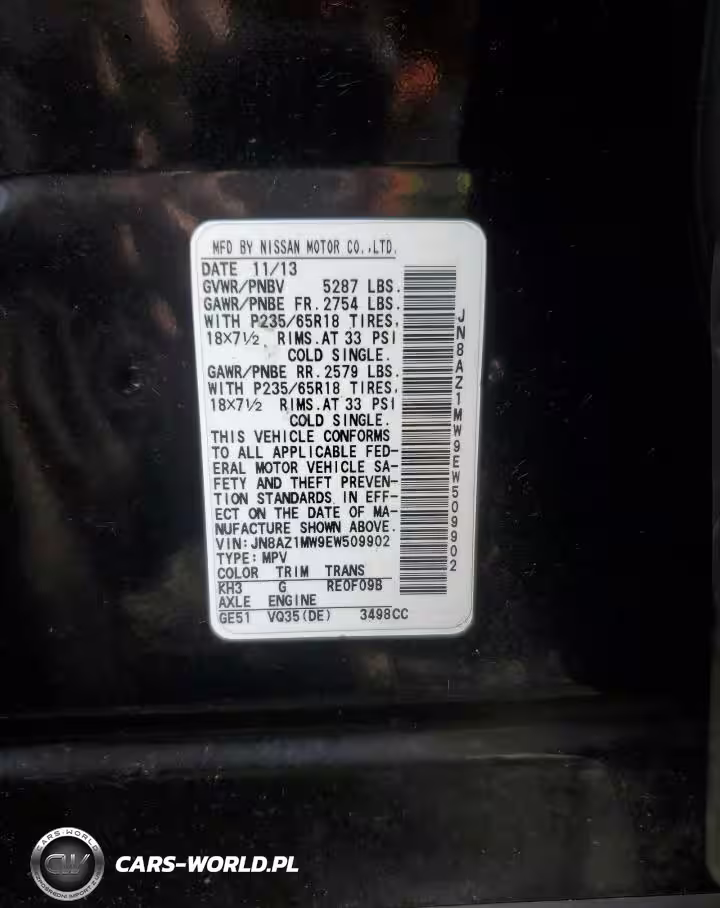 MFD BY NISSAN MOTOR CO.,LTD.
DATE 11/13
GVWR/PNBV 5287 LBS.
GAWR/PNBE FR. 2754 LBS.
WITH P235/65R18 TIRES,
18X7½ RIMS.AT 33 PSI
COLD SINGLE.
GAWR/PNBE RR. 2579 LBS.
WITH P235/65R18 TIRES,
18X7½ RIMS.AT 33 PSI
COLD SINGLE.
THIS VEHICLE CONFORMS
TO ALL APPLICABLE FED-
ERAL MOTOR VEHICLE SA-
FETY AND THEFT PREVEN-
TION STANDARDS IN EFF-
ECT ON THE DATE OF MA-
NUFACTURE SHOWN ABOVE.
VIN:JN8AZ1MW9EW509902
TYPE:MPV
COLOR TRIM TRANS
KH3 G RE0F09B
AXLE ENGINE
GE51 VQ35(DE) 3498CC
JN8AZ1MW9EW509902
CARS-WORLD
CW
CARS-WORLD.PL